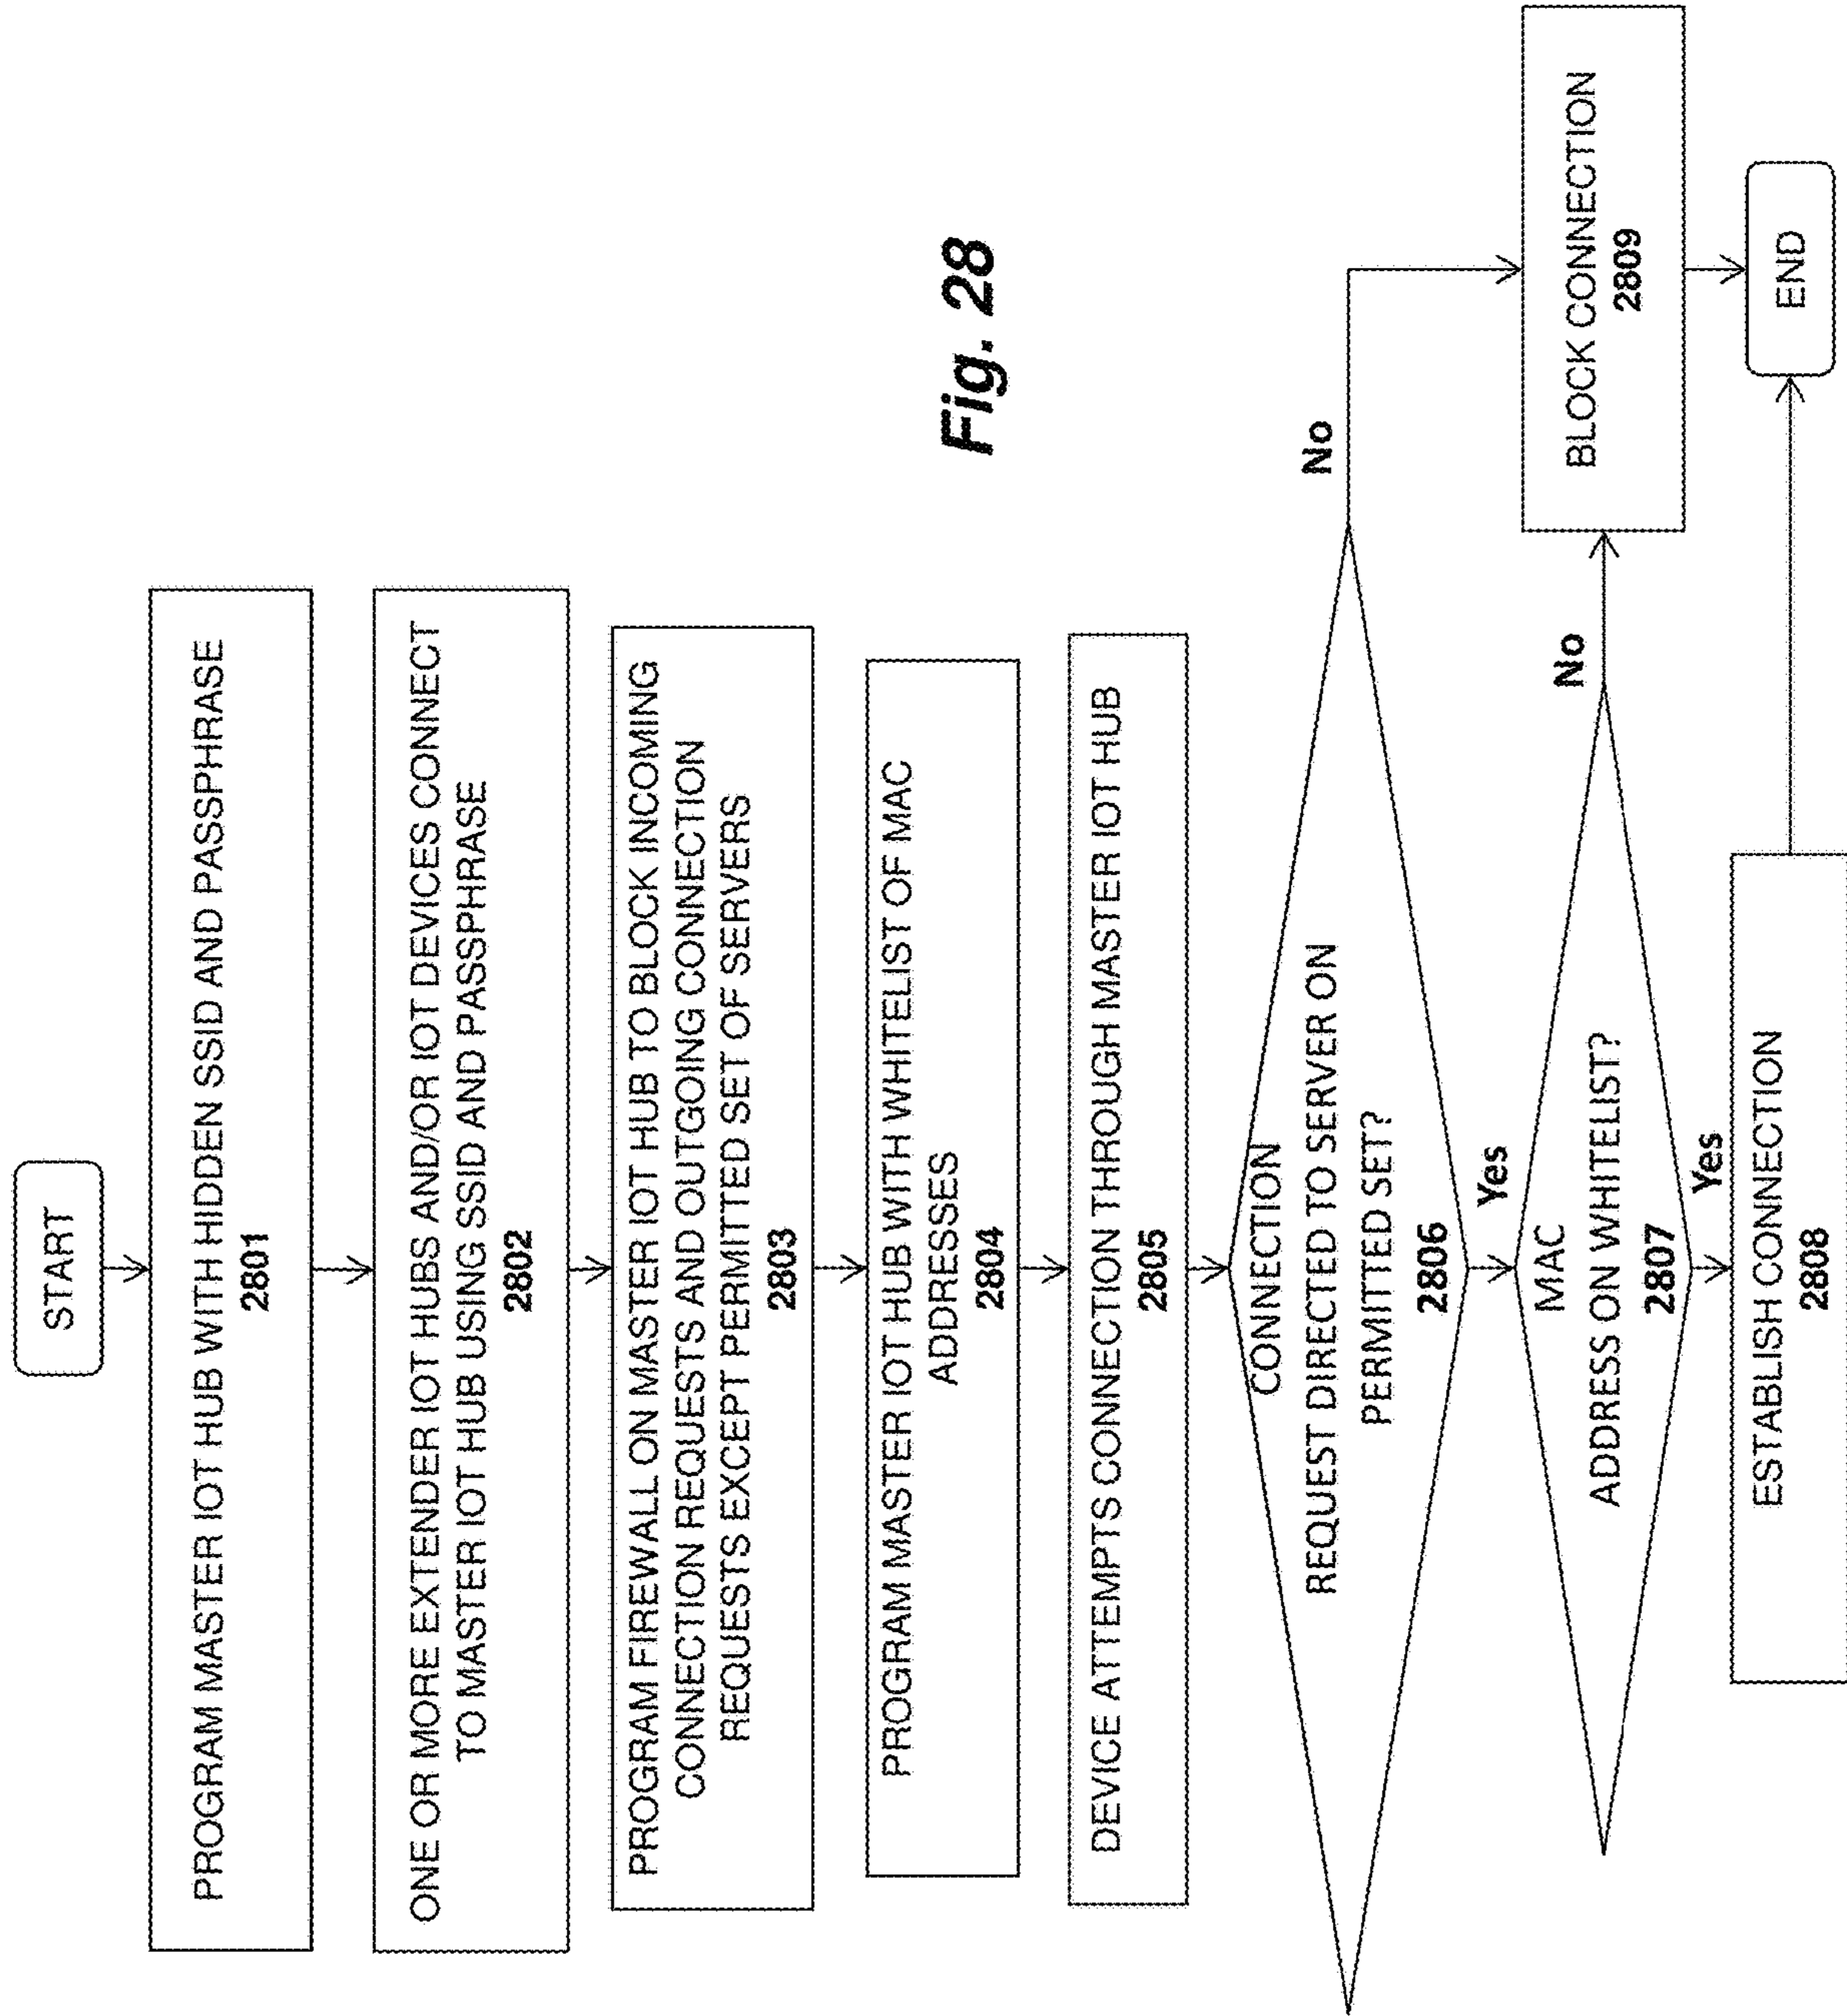 START
PROGRAM MASTER IOT HUB WITH HIDDEN SSID AND PASSPHRASE
2801
ONE OR MORE EXTENDER IOT HUBS AND/OR IOT DEVICES CONNECT
TO MASTER IOT HUB USING SSID AND PASSPHRASE
2802
PROGRAM FIREWALL ON MASTER IOT HUB TO BLOCK INCOMING
CONNECTION REQUESTS AND OUTGOING CONNECTION
REQUESTS EXCEPT PERMITTED SET OF SERVERS
2803
PROGRAM MASTER IOT HUB WITH WHITELIST OF MAC
ADDRESSES
2804
DEVICE ATTEMPTS CONNECTION THROUGH MASTER IOT HUB
2805
CONNECTION
REQUEST DIRECTED TO SERVER ON
PERMITTED SET?
2806
No
Yes
MAC
ADDRESS ON WHITELIST?
2807
No
Yes
ESTABLISH CONNECTION
2808
BLOCK CONNECTION
2809
END
Fig. 28